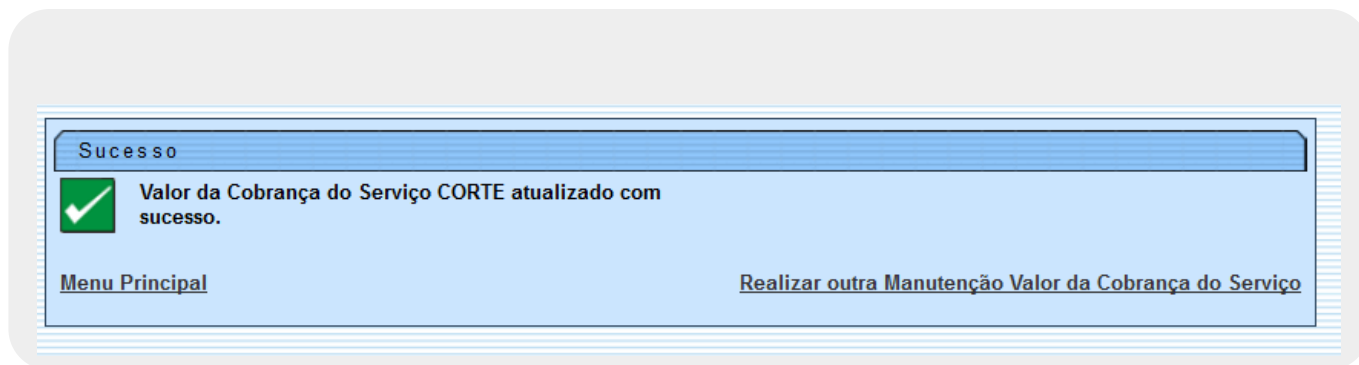 Sucesso
Valor da Cobrança do Serviço CORTE atualizado com
sucesso.
Menu Principal
Realizar outra Manutenção Valor da Cobrança do Serviço